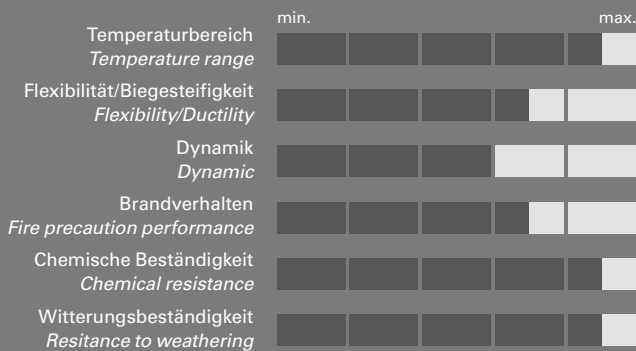 min. max.
Temperaturbereich
Temperature range
Flexibilität/Biegesteifigkeit
Flexibility/Ductility
Dynamik
Dynamic
Brandverhalten
Fire precaution performance
Chemische Beständigkeit
Chemical resistance
Witterungsbeständigkeit
Resitance to weathering